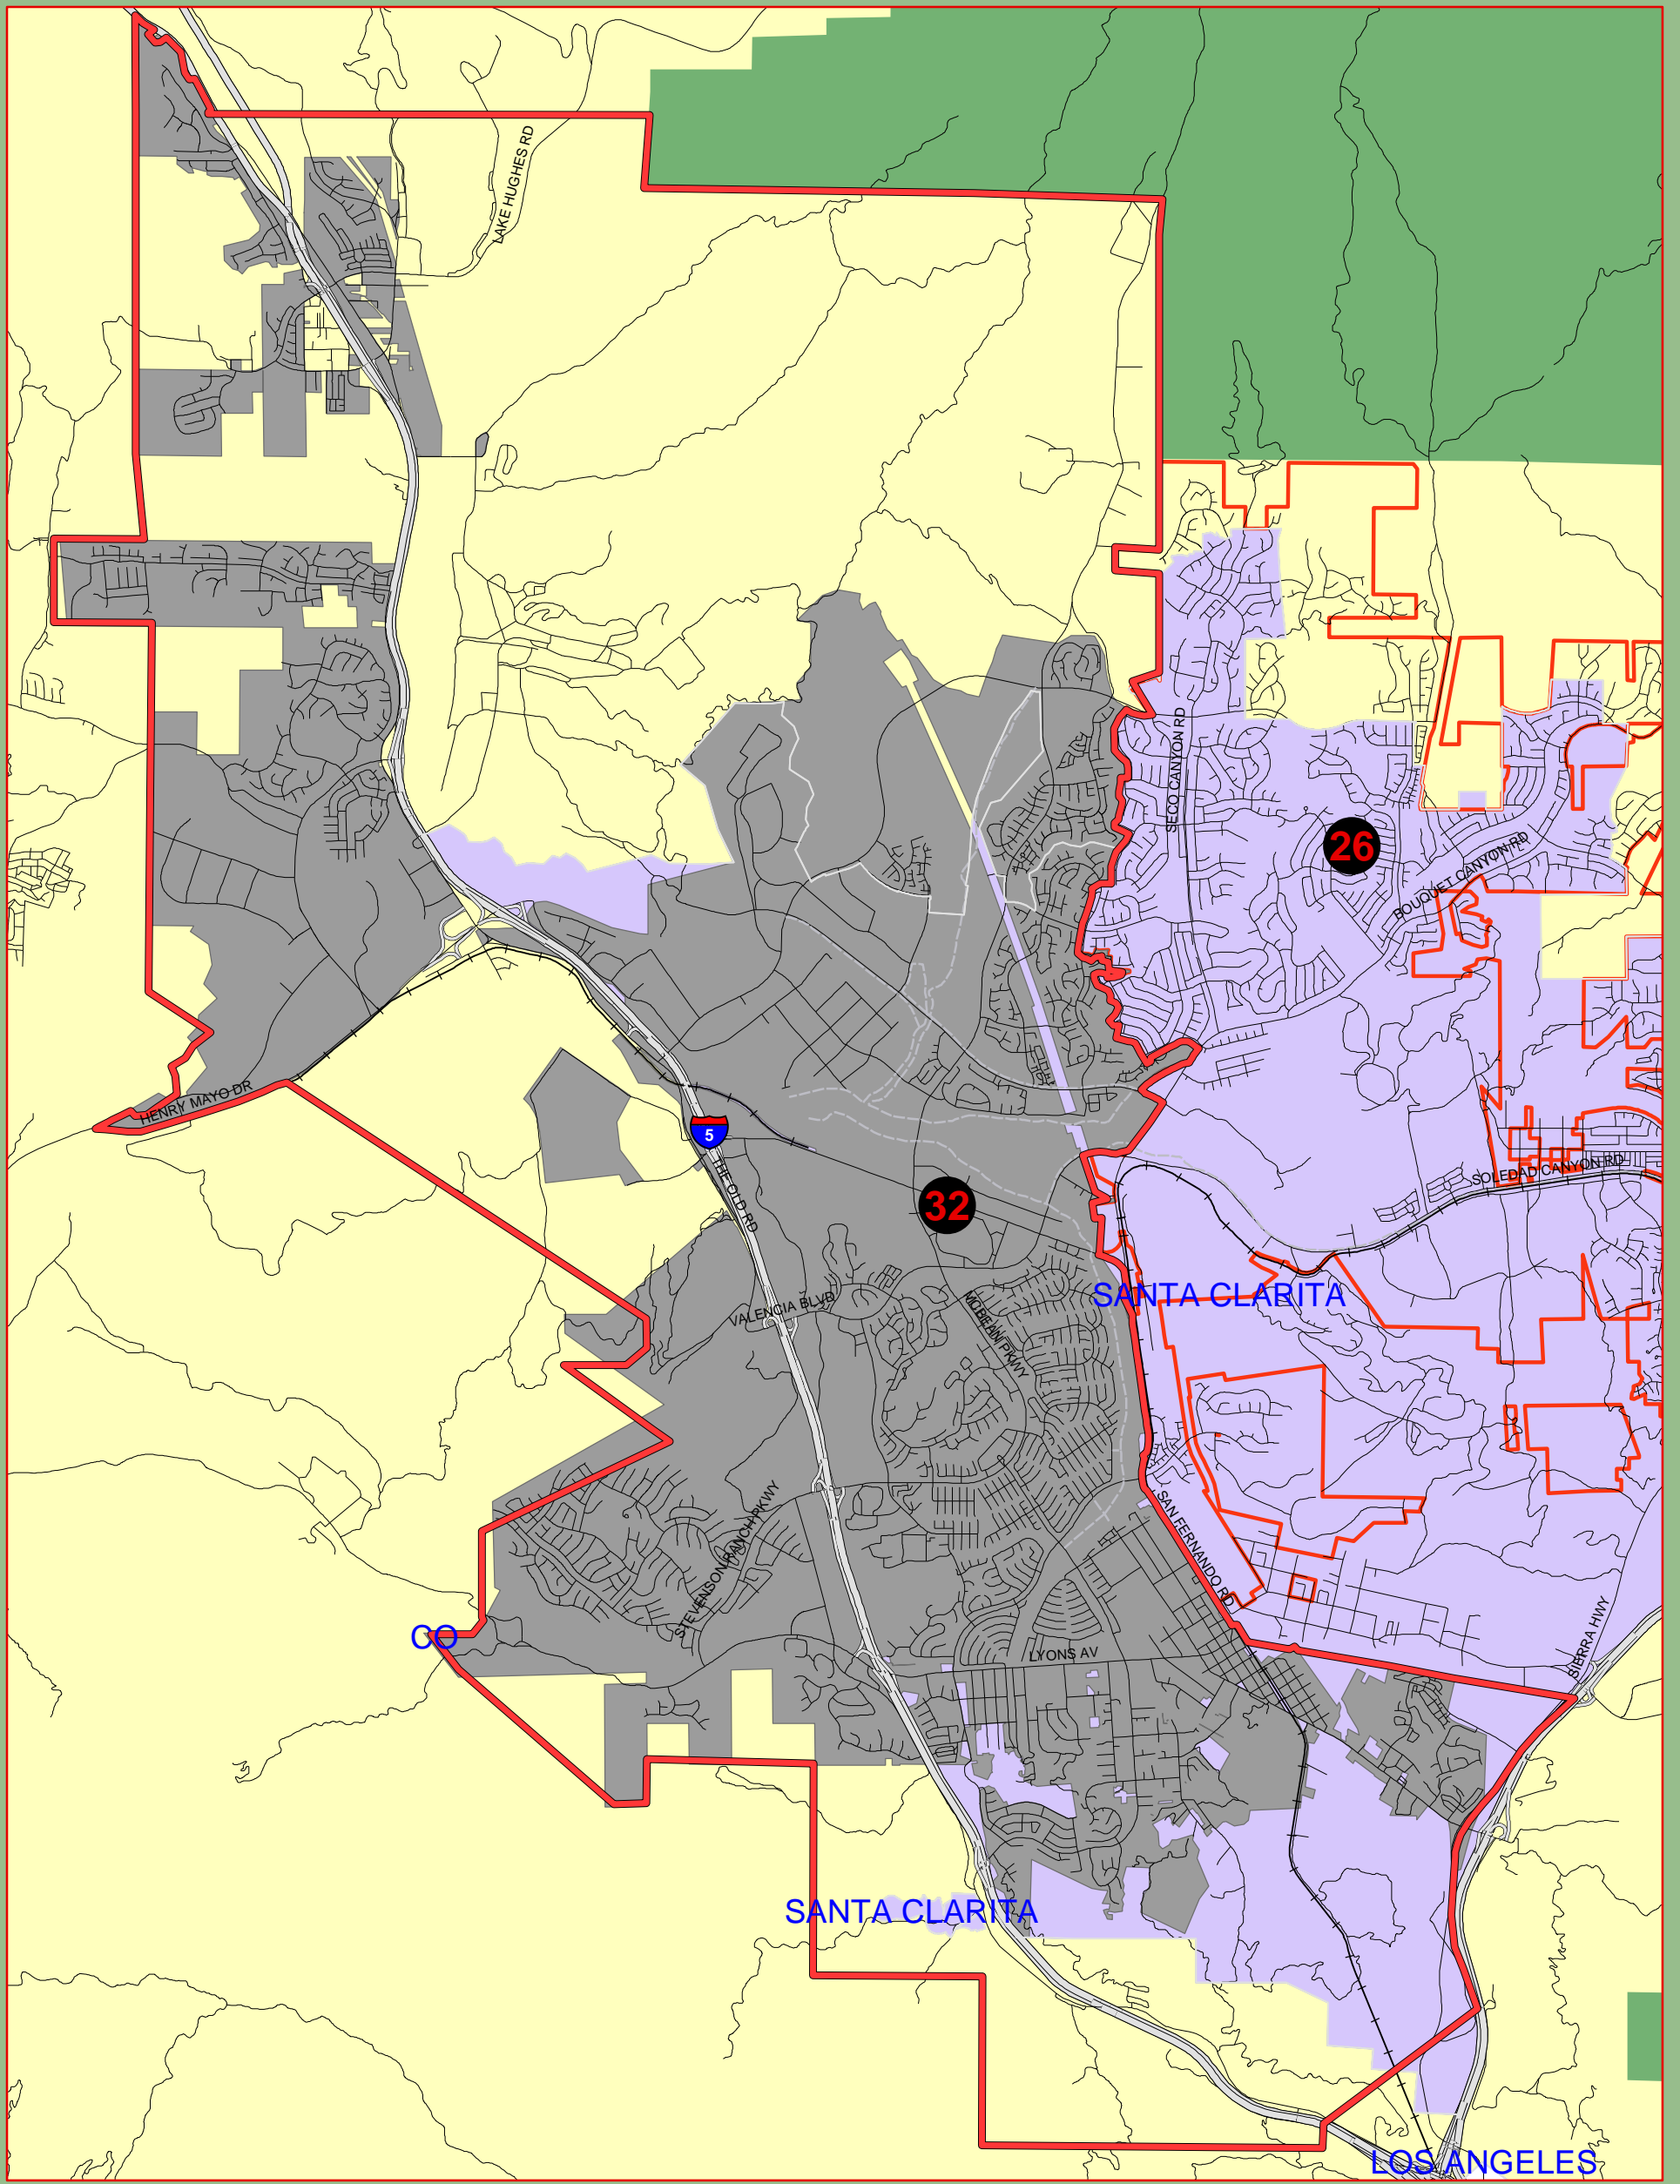 LAKE HUGHES RD
SECO CANYON RD
26
BOUQUET CANYON RD
HENRY MAYO DR
5
THE OLD RD
SOLEDAD CANYON RD
32
SANTA CLARITA
VALENCIA BLVD
MCBEAN PKWY
STEVENSON RANCH PKWY
SAN FERNANDO RD
CO
LYONS AV
SIERRA HWY
SANTA CLARITA
LOS ANGELES